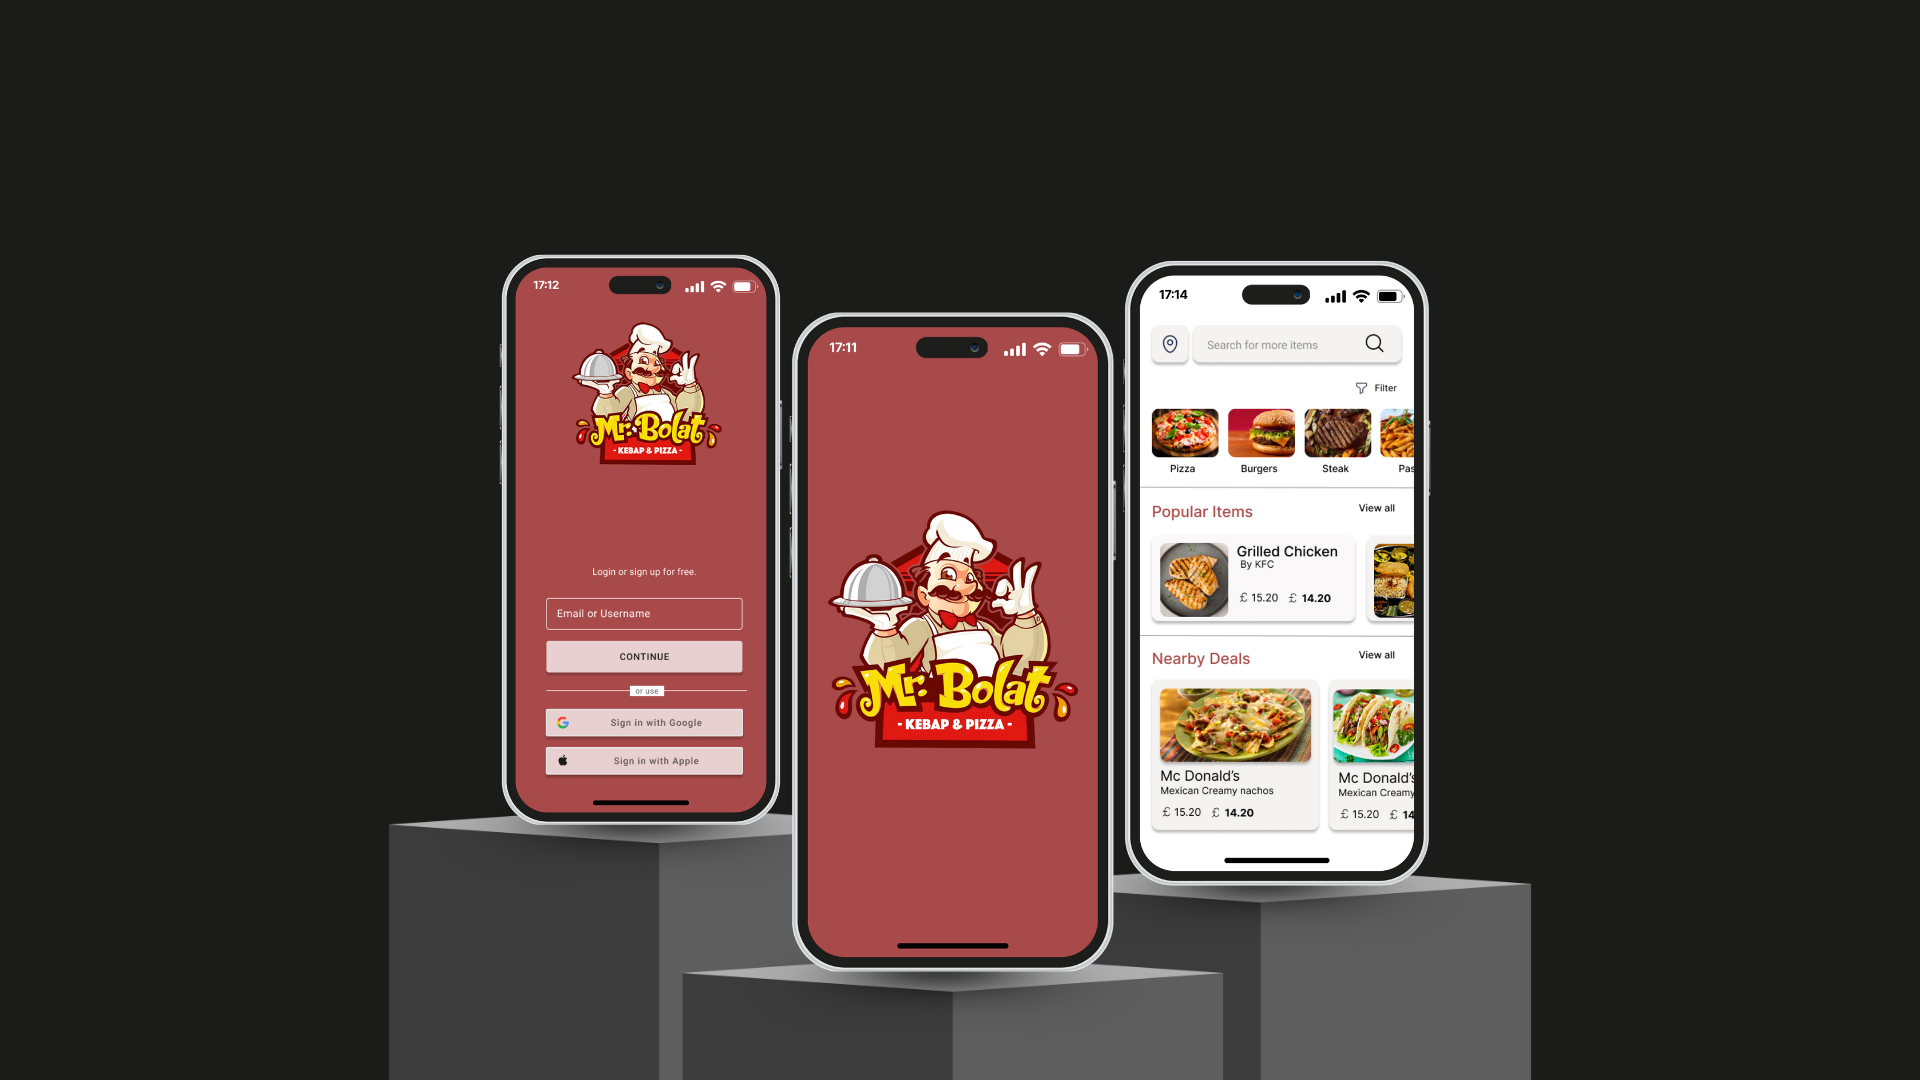 17:12
Mr. Bolat
- KEBAP & PIZZA -
Login or sign up for free.
Email or Username
CONTINUE
or use
Sign in with Google
Sign in with Apple
17:11
Mr. Bolat
- KEBAP & PIZZA -
17:14
Search for more items
Filter
Pizza Burgers Steak Pas
Popular Items View all
Grilled Chicken
By KFC
£ 15.20 £ 14.20
Nearby Deals View all
Mc Donald's Mc Donald's
Mexican Creamy nachos Mexican Creamy
£ 15.20 £ 14.20 £ 15.20 £ 14